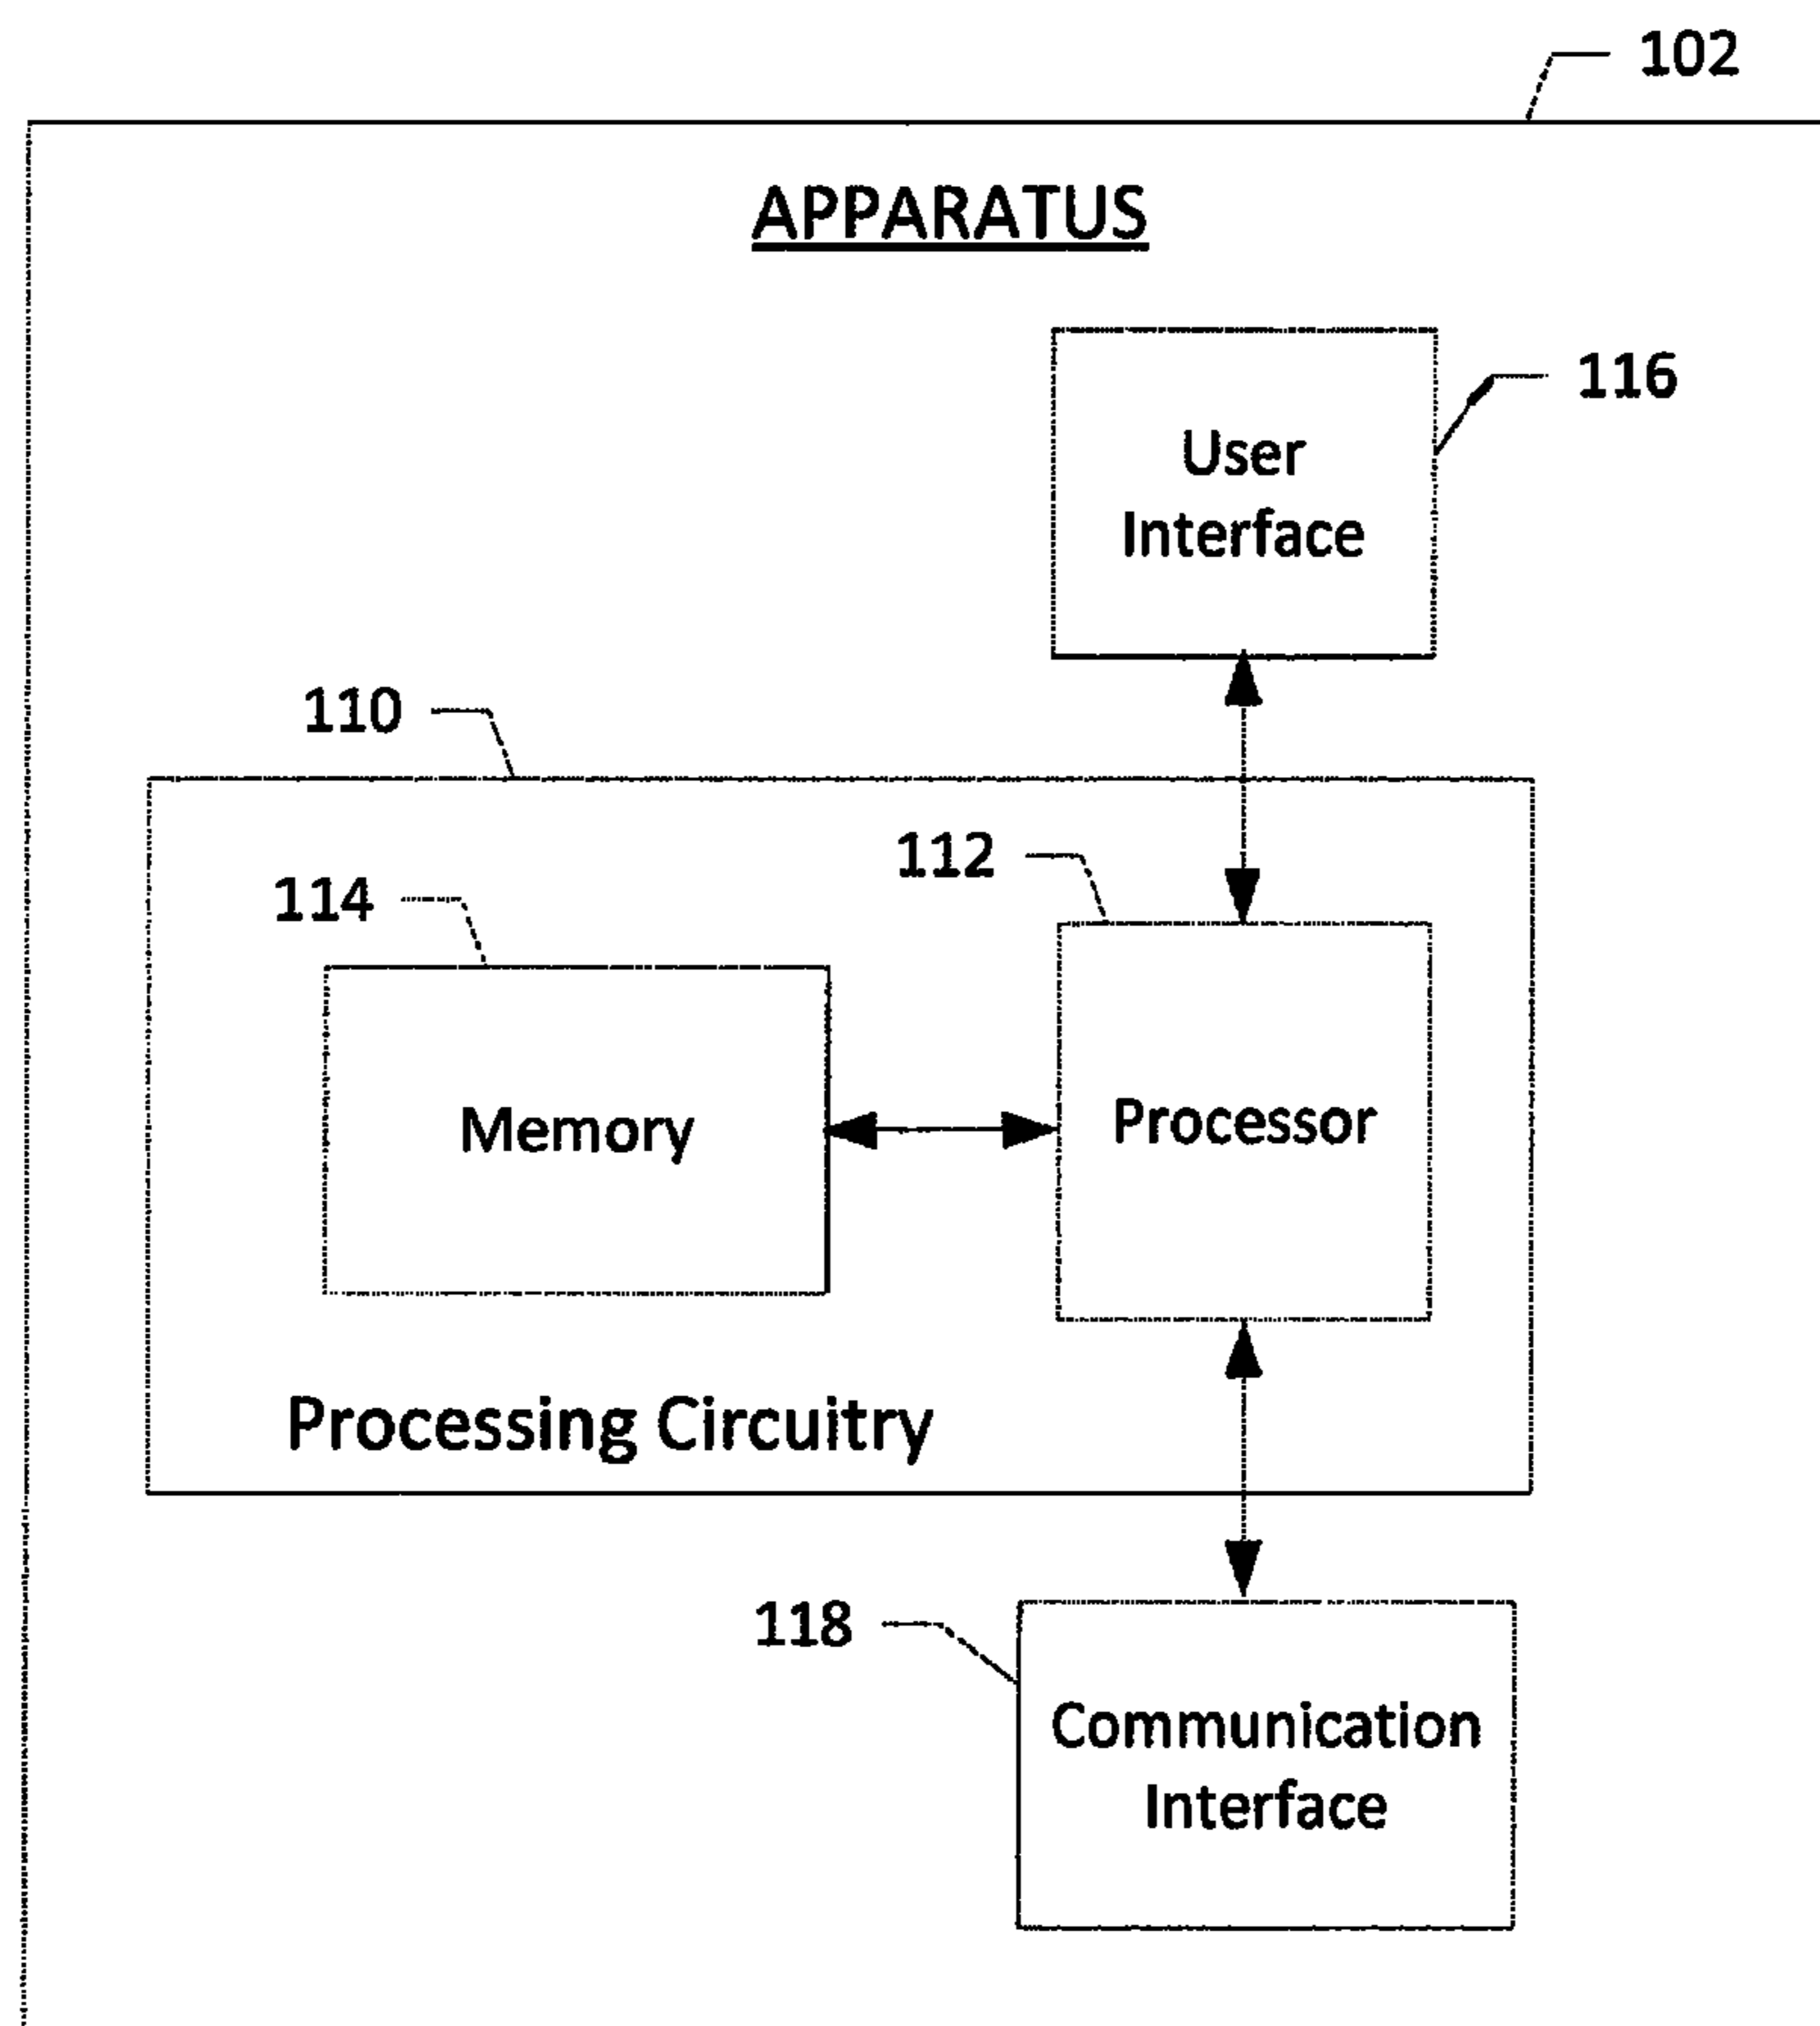 102
APPARATUS
116
User
Interface
110
112
114
Memory
Processor
Processing Circuitry
118
Communication
Interface